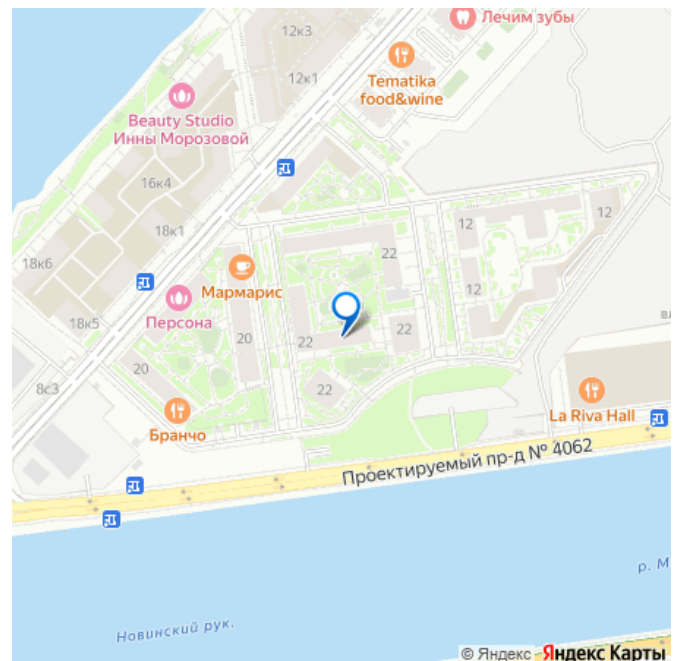 Лечим зубы
12к3
Tematika
food&wine
12к1
Beauty Studio
Инны Морозовой
16к4
18к1
12
12
22
22
18к6
Мармарис
12
Персона
18к5
20
22
22
20
22
8с3
La Riva Hall
Бранчо
Проектируемый пр-д № 4062
р. М
Новинский рук.
© Яндекс Яндекс Карты